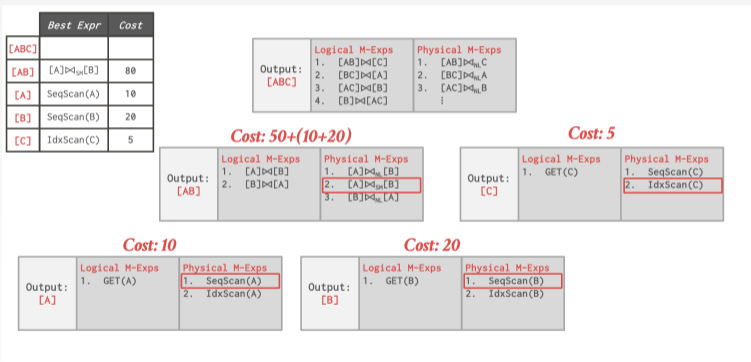 Best Expr Cost
[ABC]
[AB] [A]⋈SM[B] 80
[A] SeqScan(A) 10
[B] SeqScan(B) 20
[C] IdxScan(C) 5
Output:
[ABC]
Logical M-Exps
1. [AB]⋈[C]
2. [BC]⋈[A]
3. [AC]⋈[B]
4. [B]⋈[AC]
Physical M-Exps
1. [AB]⋈NLC
2. [BC]⋈NLA
3. [AC]⋈NLB
⋮
Cost: 50+(10+20)
Output:
[AB]
Logical M-Exps
1. [A]⋈[B]
2. [B]⋈[A]
Physical M-Exps
1. [A]⋈NL[B]
2. [A]⋈SM[B]
3. [B]⋈NL[A]
Cost: 5
Output:
[C]
Logical M-Exps
1. GET(C)
Physical M-Exps
1. SeqScan(C)
2. IdxScan(C)
Cost: 10
Output:
[A]
Logical M-Exps
1. GET(A)
Physical M-Exps
1. SeqScan(A)
2. IdxScan(A)
Cost: 20
Output:
[B]
Logical M-Exps
1. GET(B)
Physical M-Exps
1. SeqScan(B)
2. IdxScan(B)